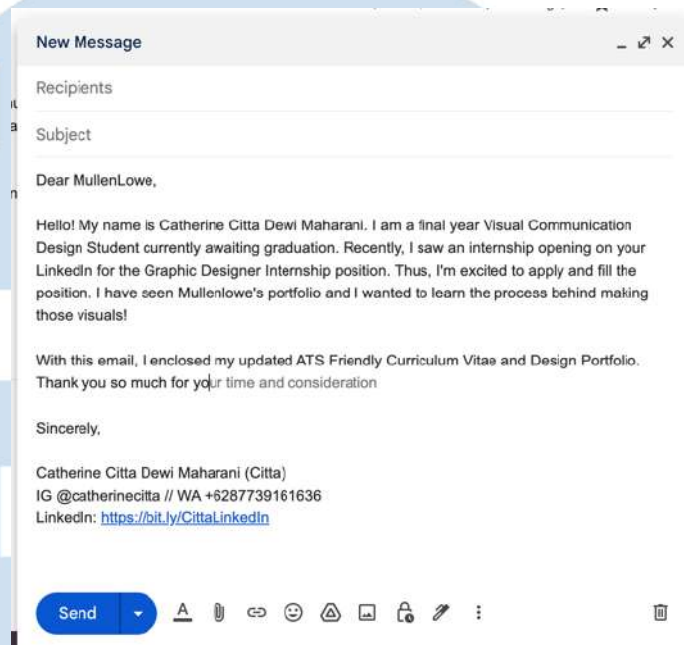 New Message
Recipients
Subject
Dear MullenLowe,
Hello! My name is Catherine Citta Dewi Maharani. I am a final year Visual Communication
Design Student currently awaiting graduation. Recently, I saw an internship opening on your
LinkedIn for the Graphic Designer Internship position. Thus, I'm excited to apply and fill the
position. I have seen Mullenlowe's portfolio and I wanted to learn the process behind making
those visuals!
With this email, I enclosed my updated ATS Friendly Curriculum Vitae and Design Portfolio.
Thank you so much for your time and consideration
Sincerely,
Catherine Citta Dewi Maharani (Citta)
IG @catherinecitta // WA +6287739161636
LinkedIn: https://bit.ly/CittaLinkedIn
Send